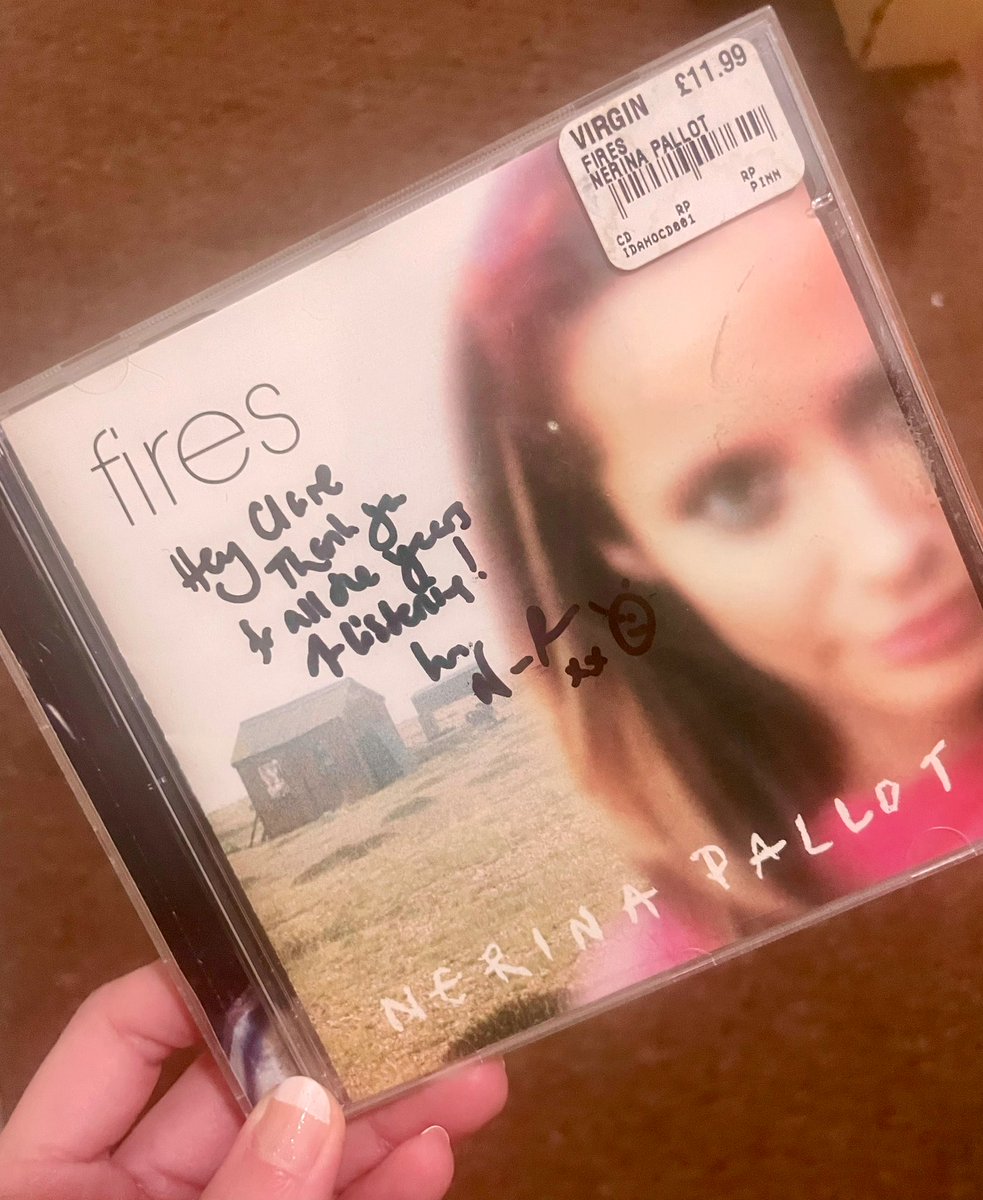 VIRGIN £11.99
FIRES
NERINA PALLOT
RP
RP PINN
CD
IDAHOCD001
fires
Hey Clare
Thank you
for all the years
of listening!
N-P
xx
NERINA PALLOT